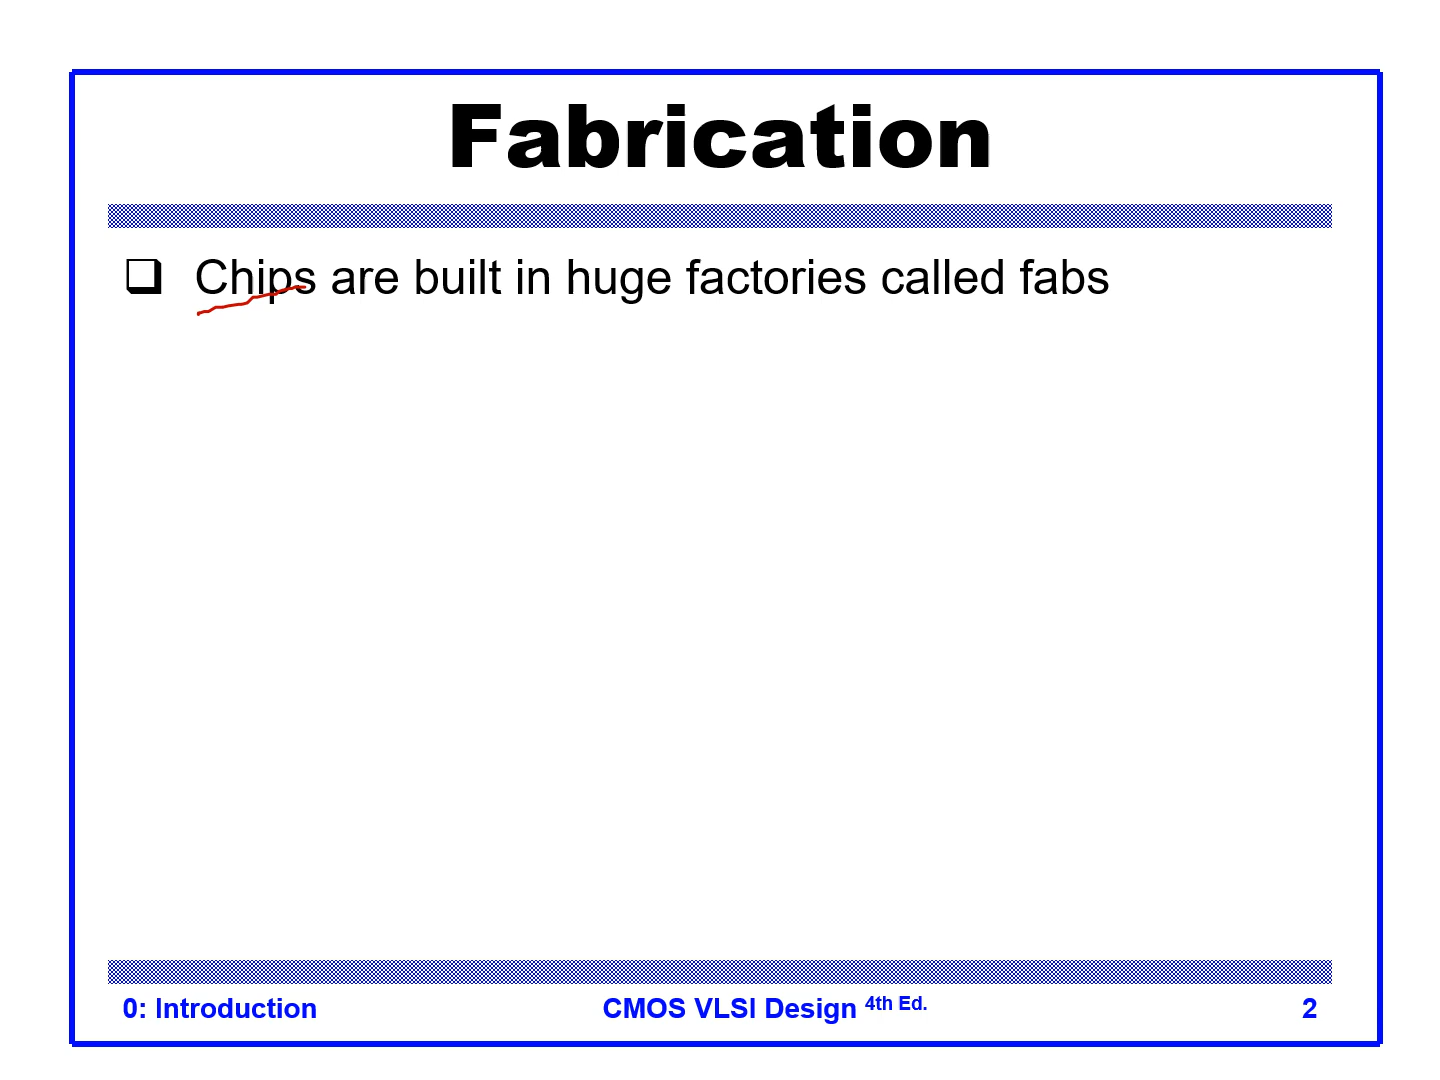 Fabrication
❑ Chips are built in huge factories called fabs
0: Introduction
CMOS VLSI Design 4th Ed.
2